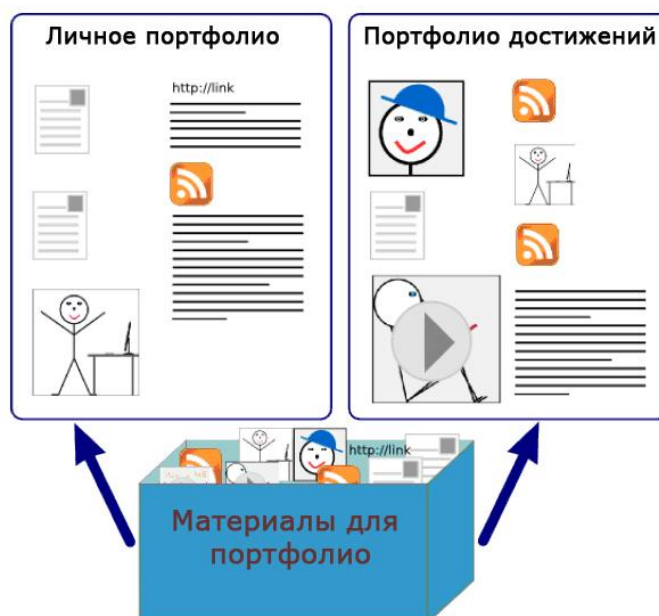 Личное портфолио
http://link
Портфолио достижений
http://link
Материалы для
портфолио